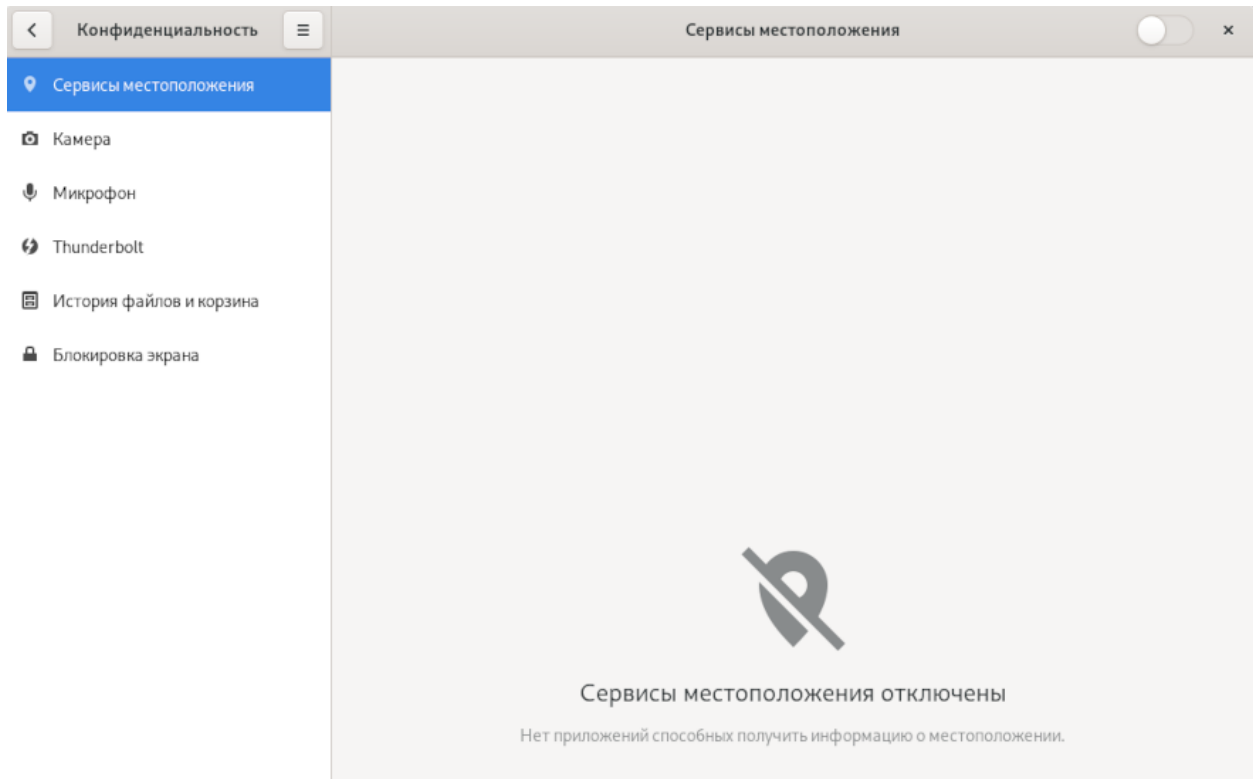 Конфиденциальность
Сервисы местоположения
Сервисы местоположения
Камера
Микрофон
Thunderbolt
История файлов и корзина
Блокировка экрана
Сервисы местоположения отключены
Нет приложений способных получить информацию о местоположении.